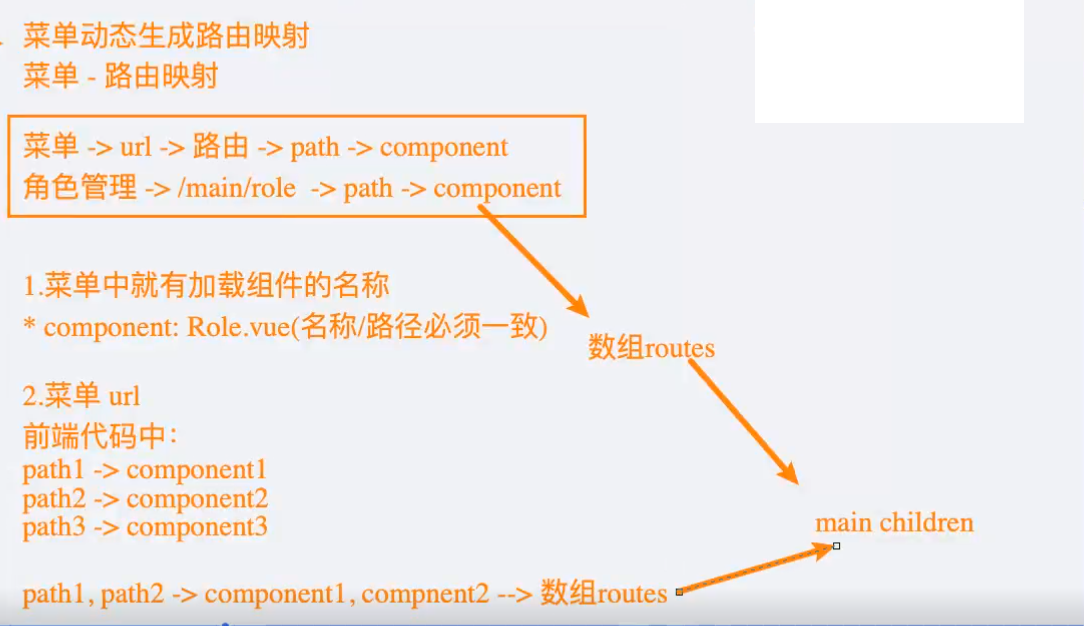 菜单动态生成路由映射
菜单 - 路由映射
菜单 -> url -> 路由 -> path -> component
角色管理 -> /main/role -> path -> component
1.菜单中就有加载组件的名称
* component: Role.vue(名称/路径必须一致)
数组routes
2.菜单 url
前端代码中：
path1 -> component1
path2 -> component2
path3 -> component3
main children
path1, path2 -> component1, compnent2 --> 数组routes